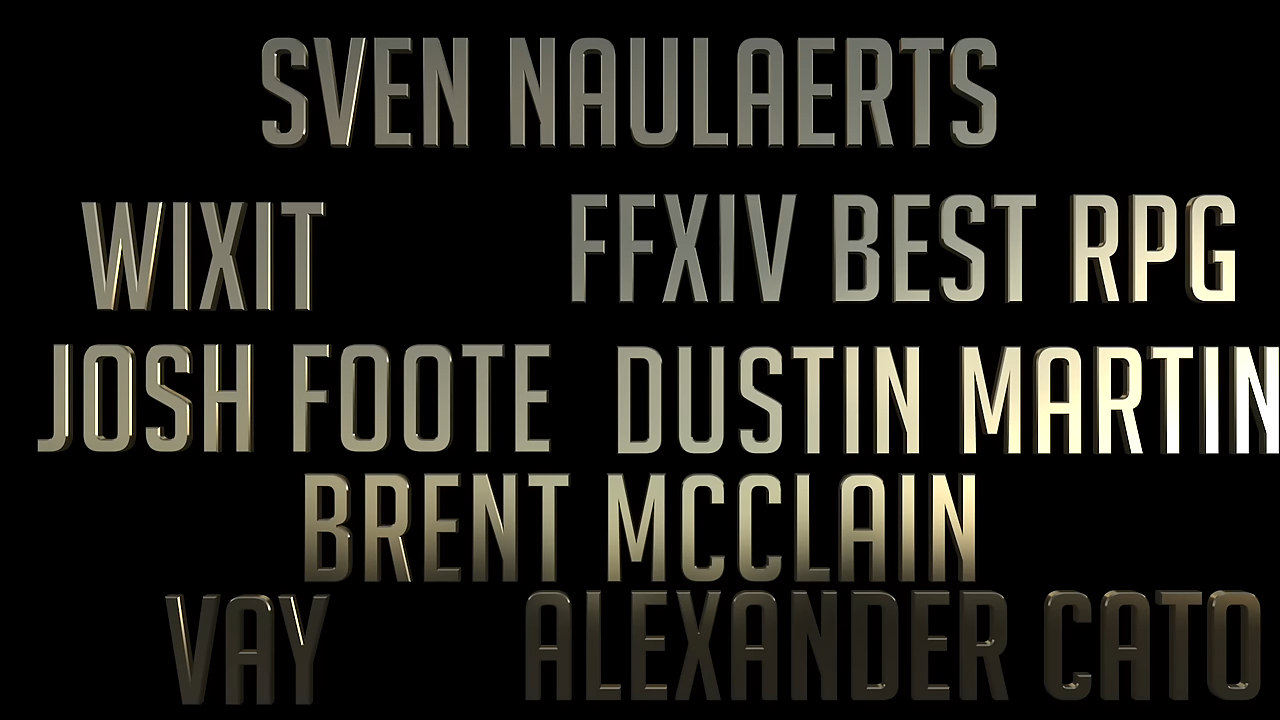 SVEN NAULAERTS
WIXIT FFXIV BEST RPG
JOSH FOOTE DUSTIN MARTIN
BRENT MCCLAIN
VAY ALEXANDER CATO